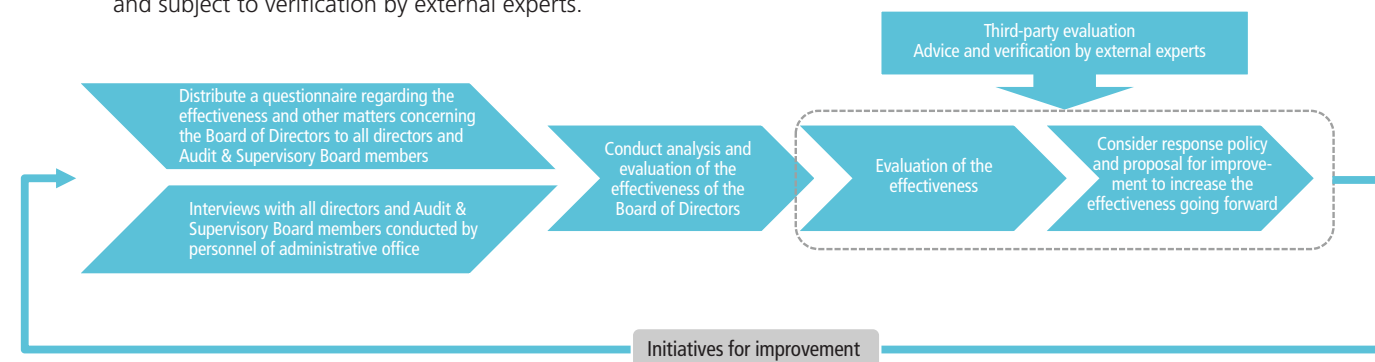 and subject to verification by external experts.
Third-party evaluation
Advice and verification by external experts
Distribute a questionnaire regarding the
effectiveness and other matters concerning
the Board of Directors to all directors and
Audit & Supervisory Board members
Interviews with all directors and Audit &
Supervisory Board members conducted by
personnel of administrative office
Conduct analysis and
evaluation of the
effectiveness of the
Board of Directors
Evaluation of the
effectiveness
Consider response policy
and proposal for improve-
ment to increase the
effectiveness going forward
Initiatives for improvement